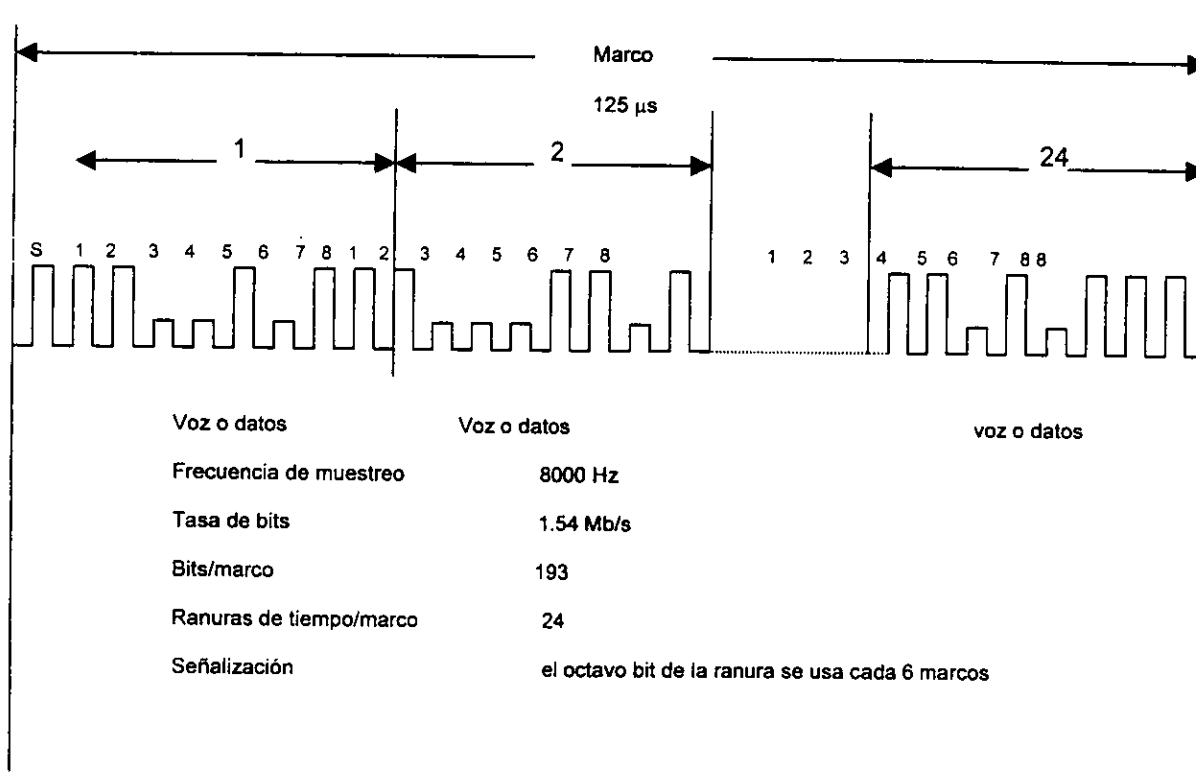 Marco
125 µs
1 2 24
S 1 2 3 4 5 6 7 8 1 2 3 4 5 6 7 8 1 2 3 4 5 6 7 8 8
Voz o datos Voz o datos voz o datos
Frecuencia de muestreo 8000 Hz
Tasa de bits 1.54 Mb/s
Bits/marco 193
Ranuras de tiempo/marco 24
Señalización el octavo bit de la ranura se usa cada 6 marcos